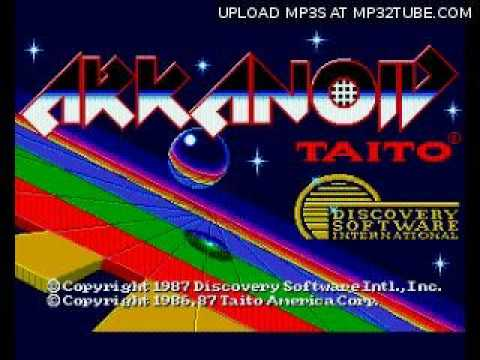 UPLOAD MP3S AT MP32TUBE.COM
ARKANOID
TAITO®
DISCOVERY
SOFTWARE
INTERNATIONAL
©Copyright 1987 Discovery Software Intl., Inc.
©Copyright 1986, 87 Taito America Corp.